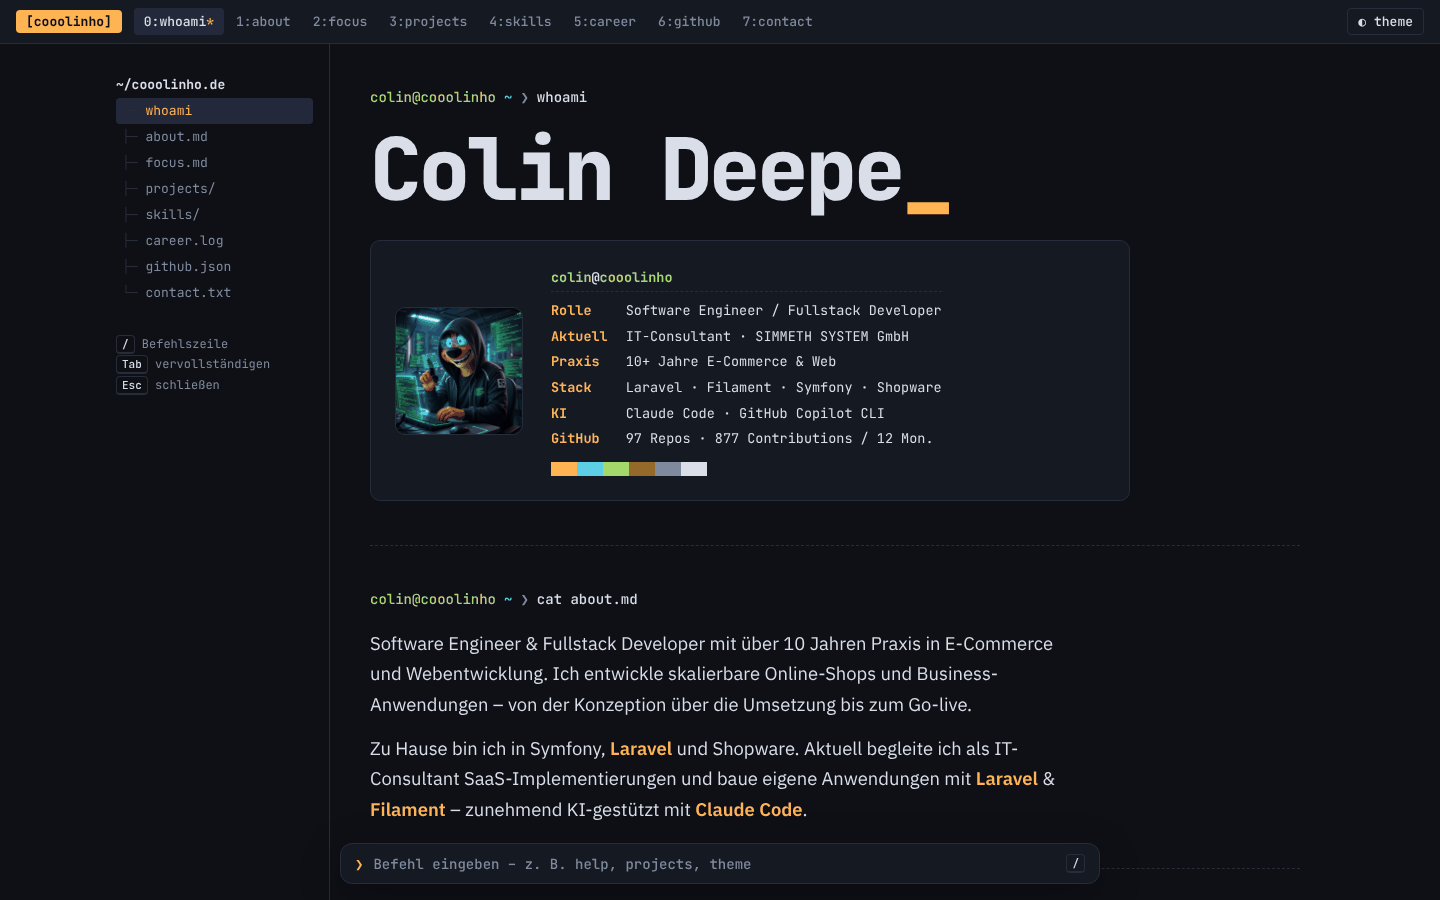 [cooolinho] 0:whoami* 1:about 2:focus 3:projects 4:skills 5:career 6:github 7:contact ◐ theme
~/cooolinho.de
whoami
├─ about.md
├─ focus.md
├─ projects/
├─ skills/
├─ career.log
├─ github.json
└─ contact.txt
/ Befehlszeile
Tab vervollständigen
Esc schließen
colin@cooolinho ~ ❯ whoami
Colin Deepe_
colin@cooolinho
Rolle Software Engineer / Fullstack Developer
Aktuell IT-Consultant · SIMMETH SYSTEM GmbH
Praxis 10+ Jahre E-Commerce & Web
Stack Laravel · Filament · Symfony · Shopware
KI Claude Code · GitHub Copilot CLI
GitHub 97 Repos · 877 Contributions / 12 Mon.
colin@cooolinho ~ ❯ cat about.md
Software Engineer & Fullstack Developer mit über 10 Jahren Praxis in E-Commerce
und Webentwicklung. Ich entwickle skalierbare Online-Shops und Business-
Anwendungen – von der Konzeption über die Umsetzung bis zum Go-live.
Zu Hause bin ich in Symfony, Laravel und Shopware. Aktuell begleite ich als IT-
Consultant SaaS-Implementierungen und baue eigene Anwendungen mit Laravel &
Filament – zunehmend KI-gestützt mit Claude Code.
❯ Befehl eingeben – z. B. help, projects, theme /